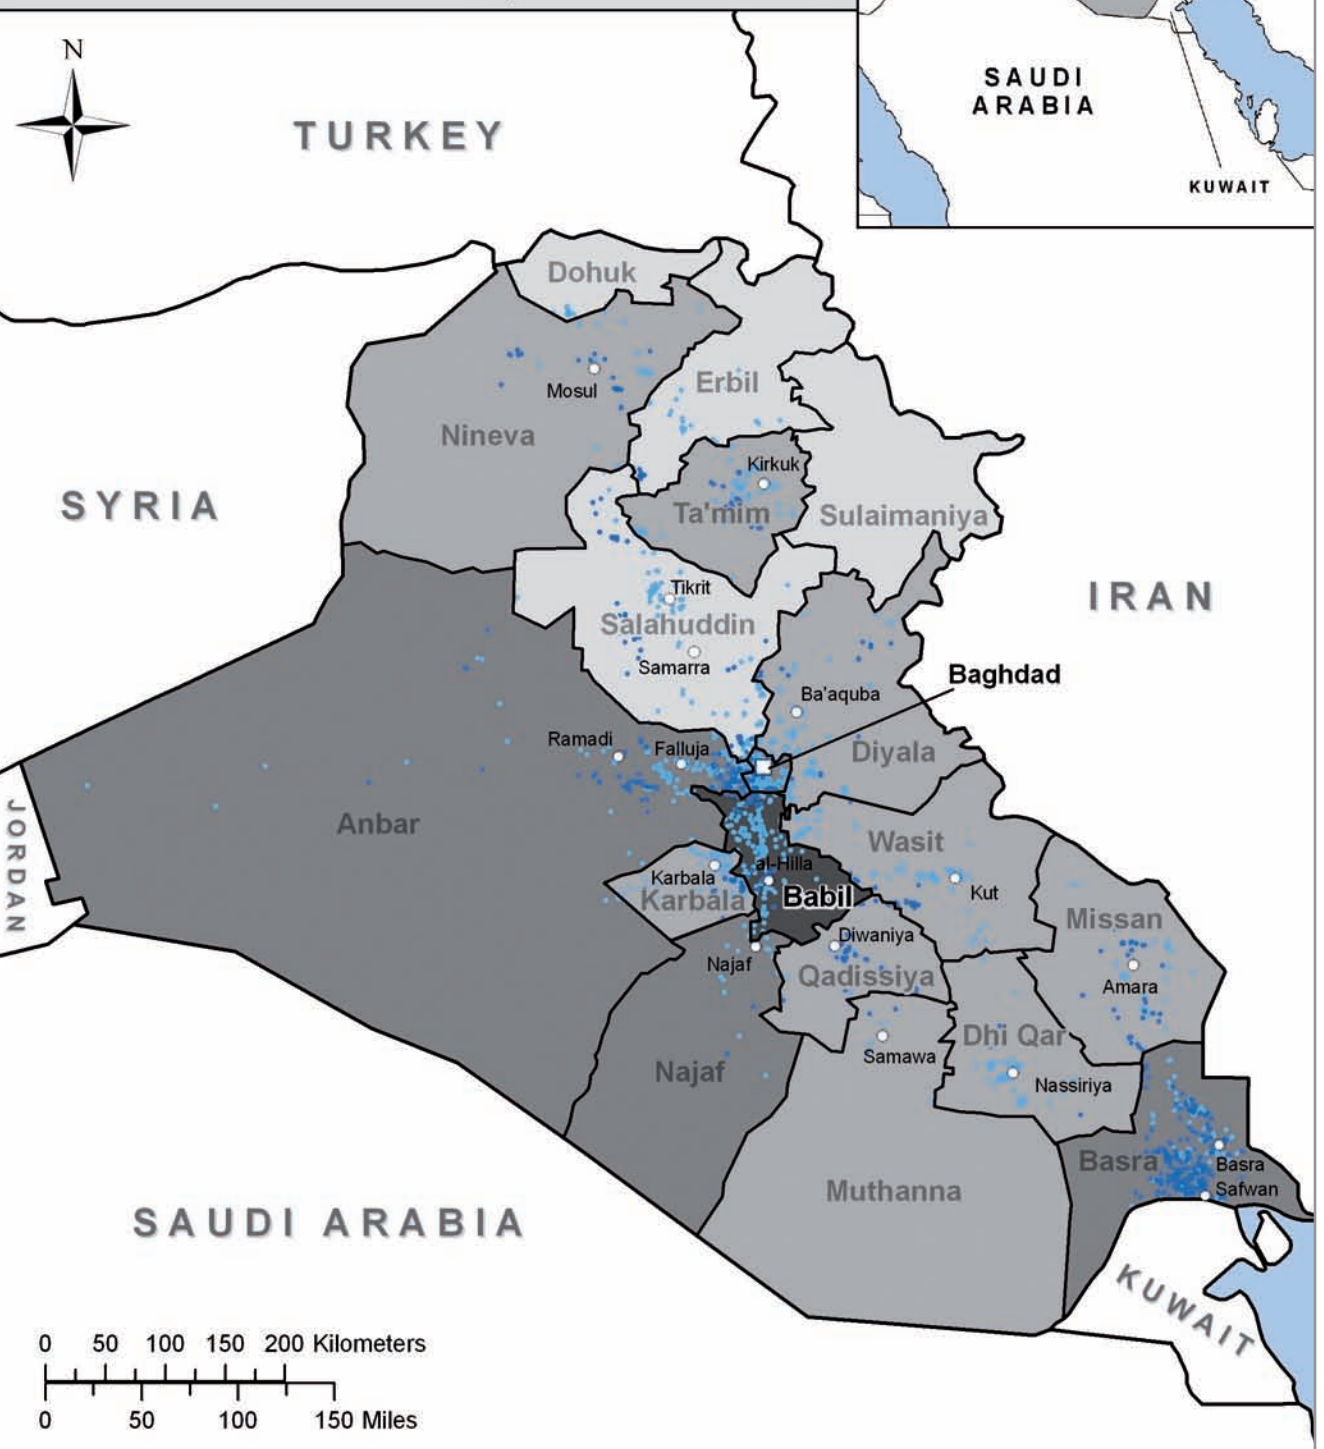 N
TURKEY
SAUDI
ARABIA
KUWAIT
Dohuk
Mosul
Erbil
Nineva
Kirkuk
SYRIA
Ta'mim
Sulaimaniya
Tikrit
IRAN
Salahuddin
Samarra
Baghdad
Ba'aquba
Ramadi
Falluja
Diyala
JORDAN
Anbar
Wasit
al-Hilla
Karbala
Karbala
Babil
Kut
Missan
Diwaniya
Najaf
Qadissiya
Amara
Dhi Qar
Samawa
Najaf
Nassiriya
Basra
Basra
Safwan
Muthanna
SAUDI ARABIA
KUWAIT
0 50 100 150 200 Kilometers
0 50 100 150 Miles